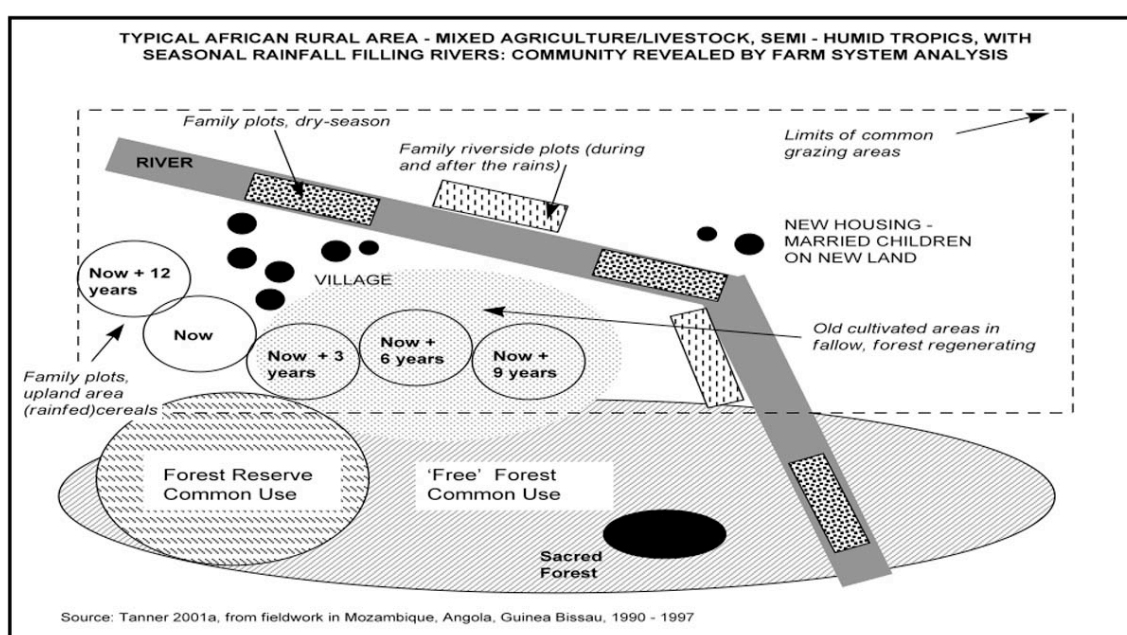 TYPICAL AFRICAN RURAL AREA - MIXED AGRICULTURE/LIVESTOCK, SEMI - HUMID TROPICS, WITH
SEASONAL RAINFALL FILLING RIVERS: COMMUNITY REVEALED BY FARM SYSTEM ANALYSIS
Family plots, dry-season
Family riverside plots (during
and after the rains)
Limits of common
grazing areas
RIVER
NEW HOUSING -
MARRIED CHILDREN
ON NEW LAND
VILLAGE
Now + 12
years
Now
Now + 3
years
Now +
6 years
Now +
9 years
Old cultivated areas in
fallow, forest regenerating
Family plots,
upland area
(rainfed)cereals
Forest Reserve
Common Use
'Free' Forest
Common Use
Sacred
Forest
Source: Tanner 2001a, from fieldwork in Mozambique, Angola, Guinea Bissau, 1990 - 1997